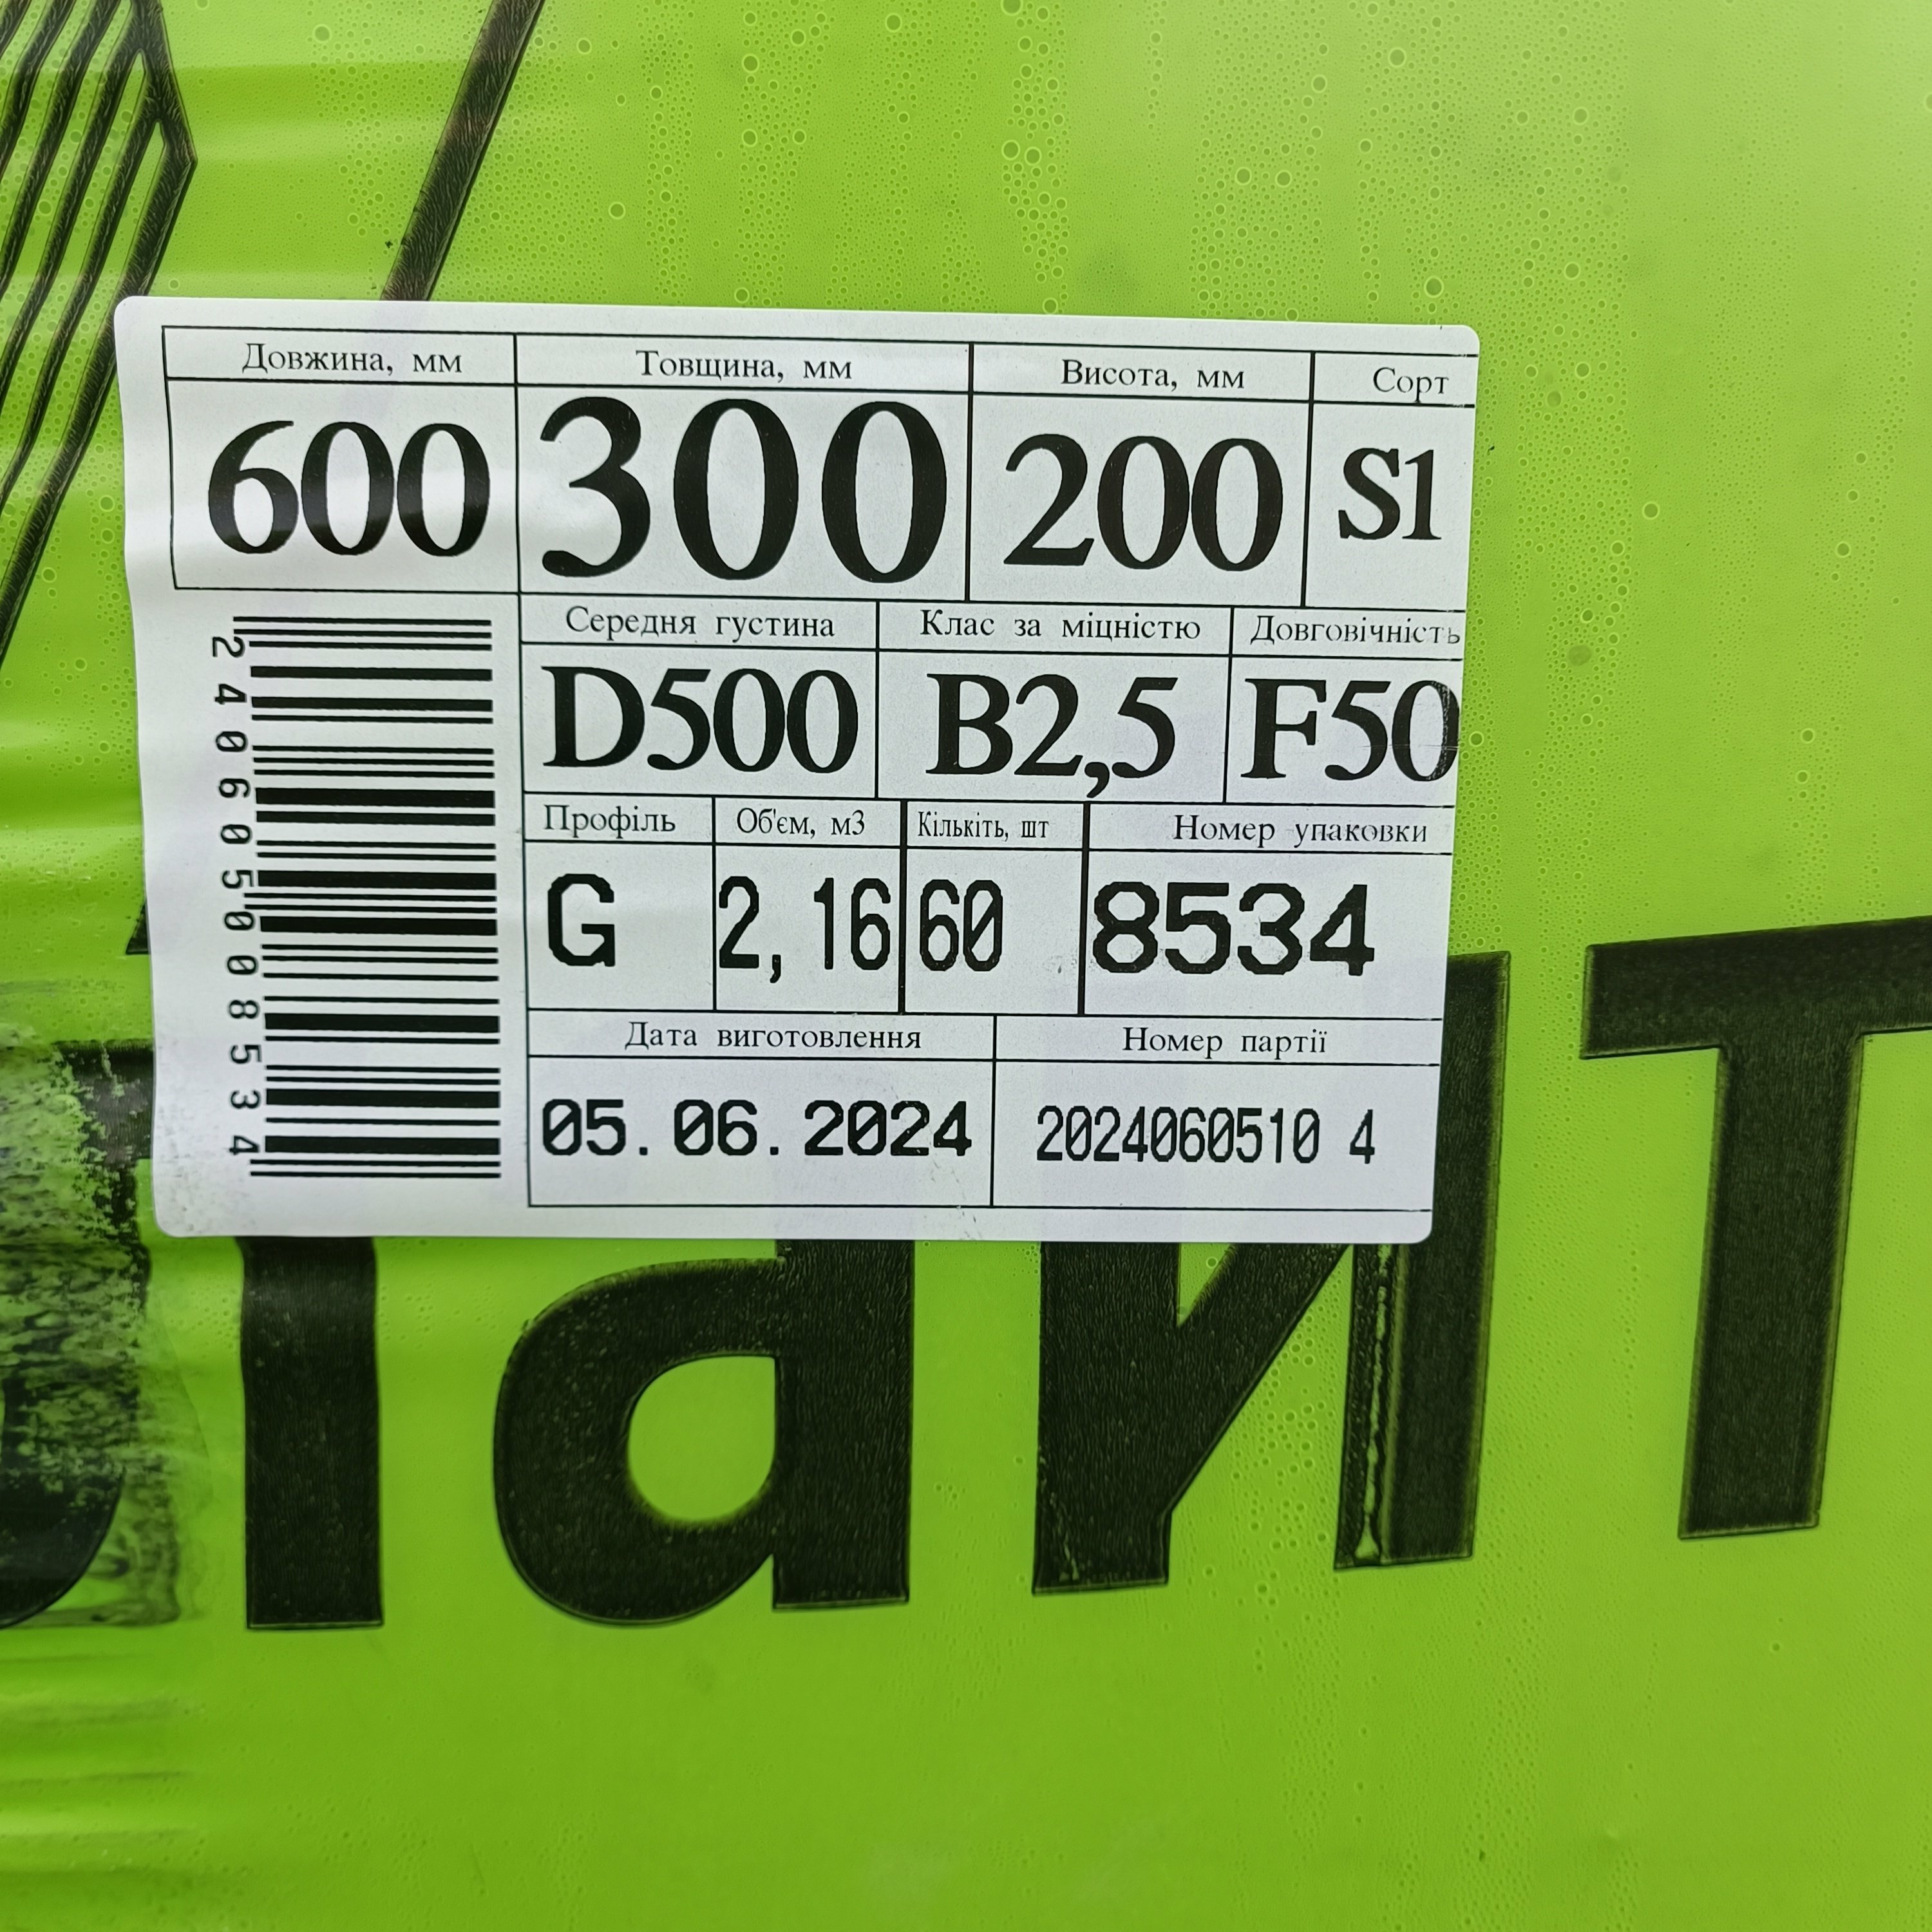 Довжина, мм Товщина, мм Висота, мм Сорт
600 300 200 S1
Середня густина Клас за міцністю Довговічність
D500 B2,5 F50
Профіль Об'єм, м3 Кількіть, шт Номер упаковки
G 2,16 60 8534
Дата виготовлення Номер партії
05.06.2024 2024060510 4
240605008534